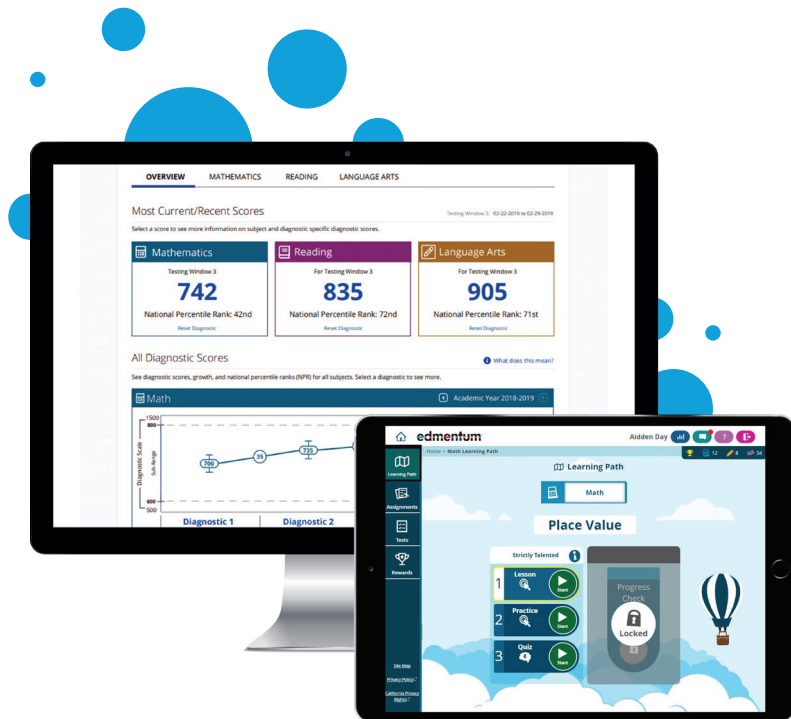 OVERVIEW MATHEMATICS READING LANGUAGE ARTS
Most Current/Recent Scores
Testing Window 3: 02-22-2019 to 02-29-2019
Select a score to see more information on subject and diagnostic specific diagnostic scores.
Mathematics
Testing Window 3
742
National Percentile Rank: 42nd
Reset Diagnostic
Reading
For Testing Window 3
835
National Percentile Rank: 72nd
Reset Diagnostic
Language Arts
For Testing Window 3
905
National Percentile Rank: 71st
Reset Diagnostic
All Diagnostic Scores
What does this mean?
See diagnostic scores, growth, and national percentile ranks (NPR) for all subjects. Select a diagnostic to see more.
Math
Academic Year 2018-2019
Diagnostic Scale
Sub-Range
1500
800
700
35
735
600
500
Diagnostic 1 Diagnostic 2
edmentum
Aidden Day
?
Home > Math Learning Path
12 8 34
Learning Path
Assignments
Tests
Rewards
Site Map
Privacy Policy
California Privacy
Rights
Learning Path
Math
Place Value
Strictly Talented
1 Lesson
Start
2 Practice
Start
3 Quiz
Start
Progress
Check
Locked